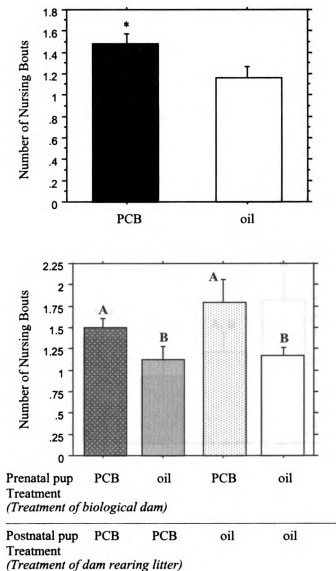 Number of Nursing Bouts
1.8
1.6
1.4
1.2
1
.8
.6
.4
.2
0
*
PCB oil
Number of Nursing Bouts
2.25
2
1.75
1.5
1.25
1
.75
.5
.25
0
A B A B
Prenatal pup PCB oil PCB oil
Treatment
(Treatment of biological dam)
Postnatal pup PCB PCB oil oil
Treatment
(Treatment of dam rearing litter)